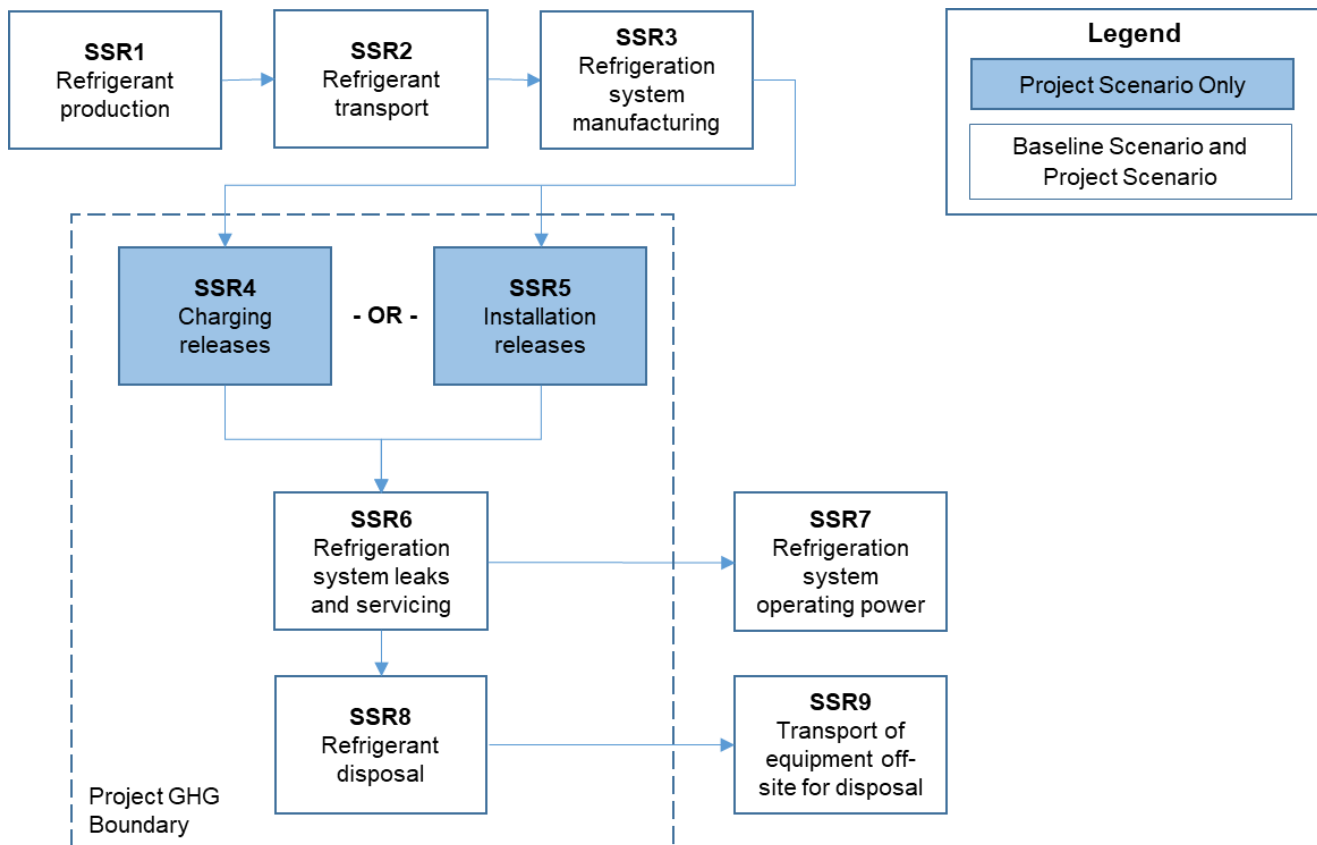 SSR1
Refrigerant
production
SSR2
Refrigerant
transport
SSR3
Refrigeration
system
manufacturing
Legend
Project Scenario Only
Baseline Scenario and
Project Scenario
SSR4
Charging
releases
- OR -
SSR5
Installation
releases
SSR6
Refrigeration
system leaks
and servicing
SSR7
Refrigeration
system
operating power
SSR8
Refrigerant
disposal
SSR9
Transport of
equipment off-
site for disposal
Project GHG
Boundary